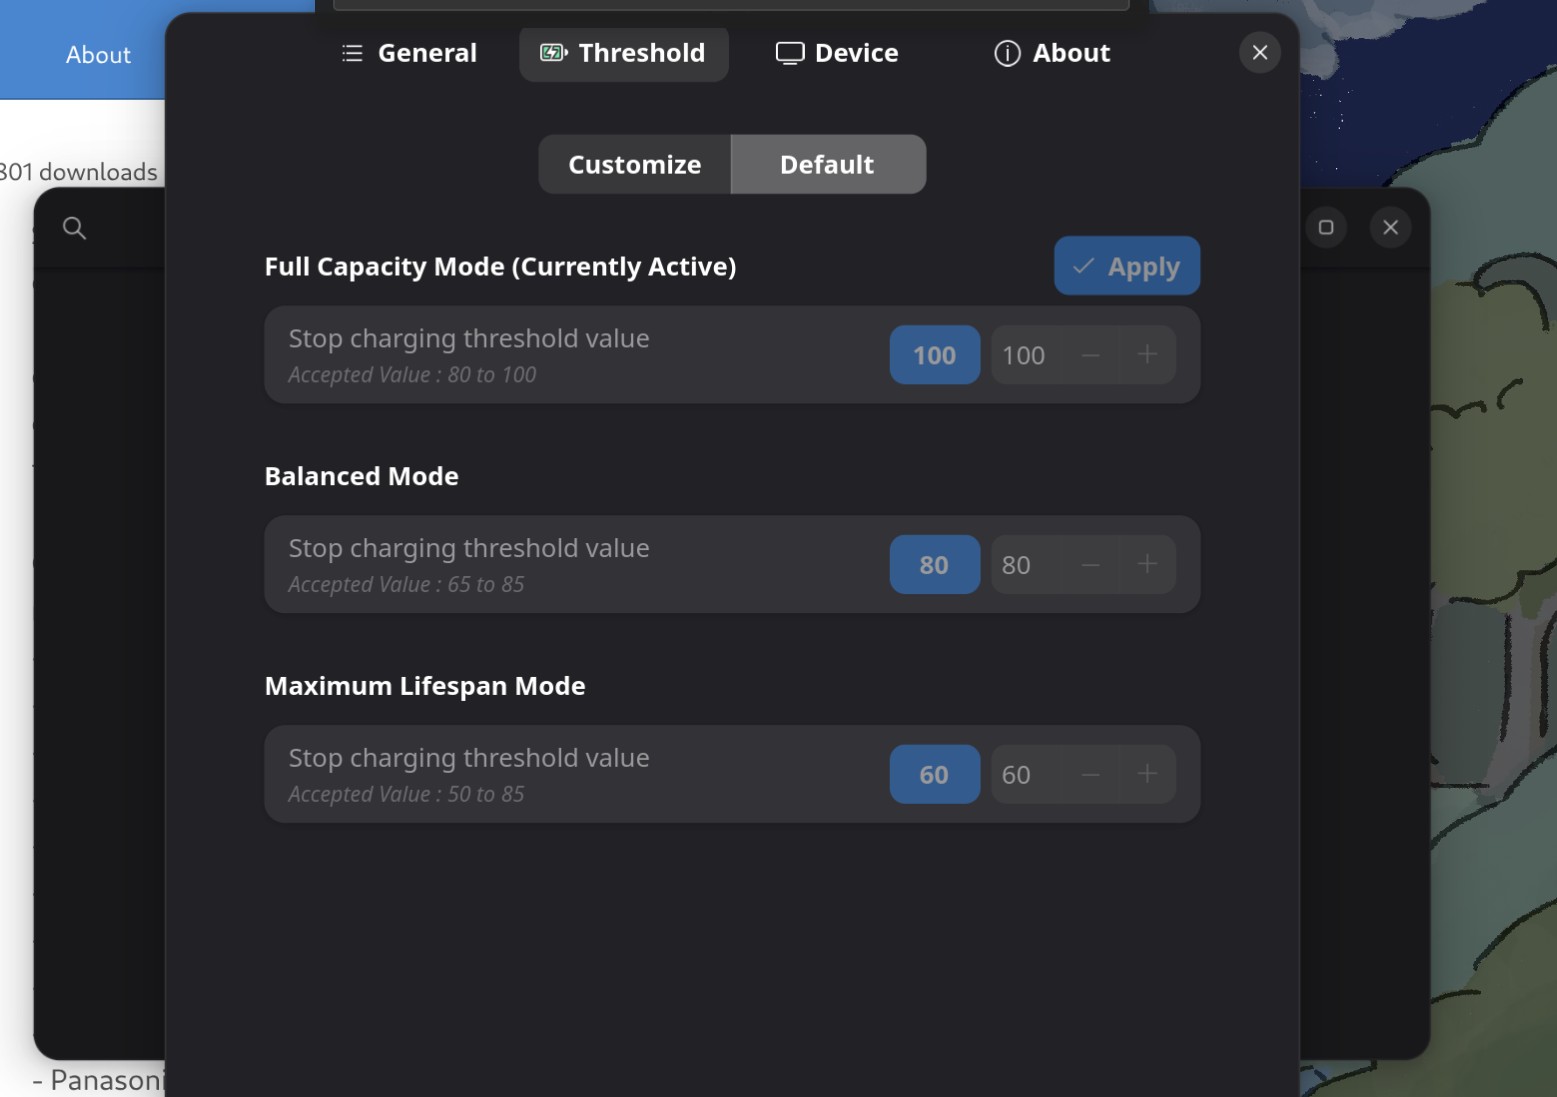 About
General
Threshold
Device
About
801 downloads
Customize
Default
Full Capacity Mode (Currently Active)
Apply
Stop charging threshold value
Accepted Value : 80 to 100
100
100
Balanced Mode
Stop charging threshold value
Accepted Value : 65 to 85
80
80
Maximum Lifespan Mode
Stop charging threshold value
Accepted Value : 50 to 85
60
60
- Panasoni